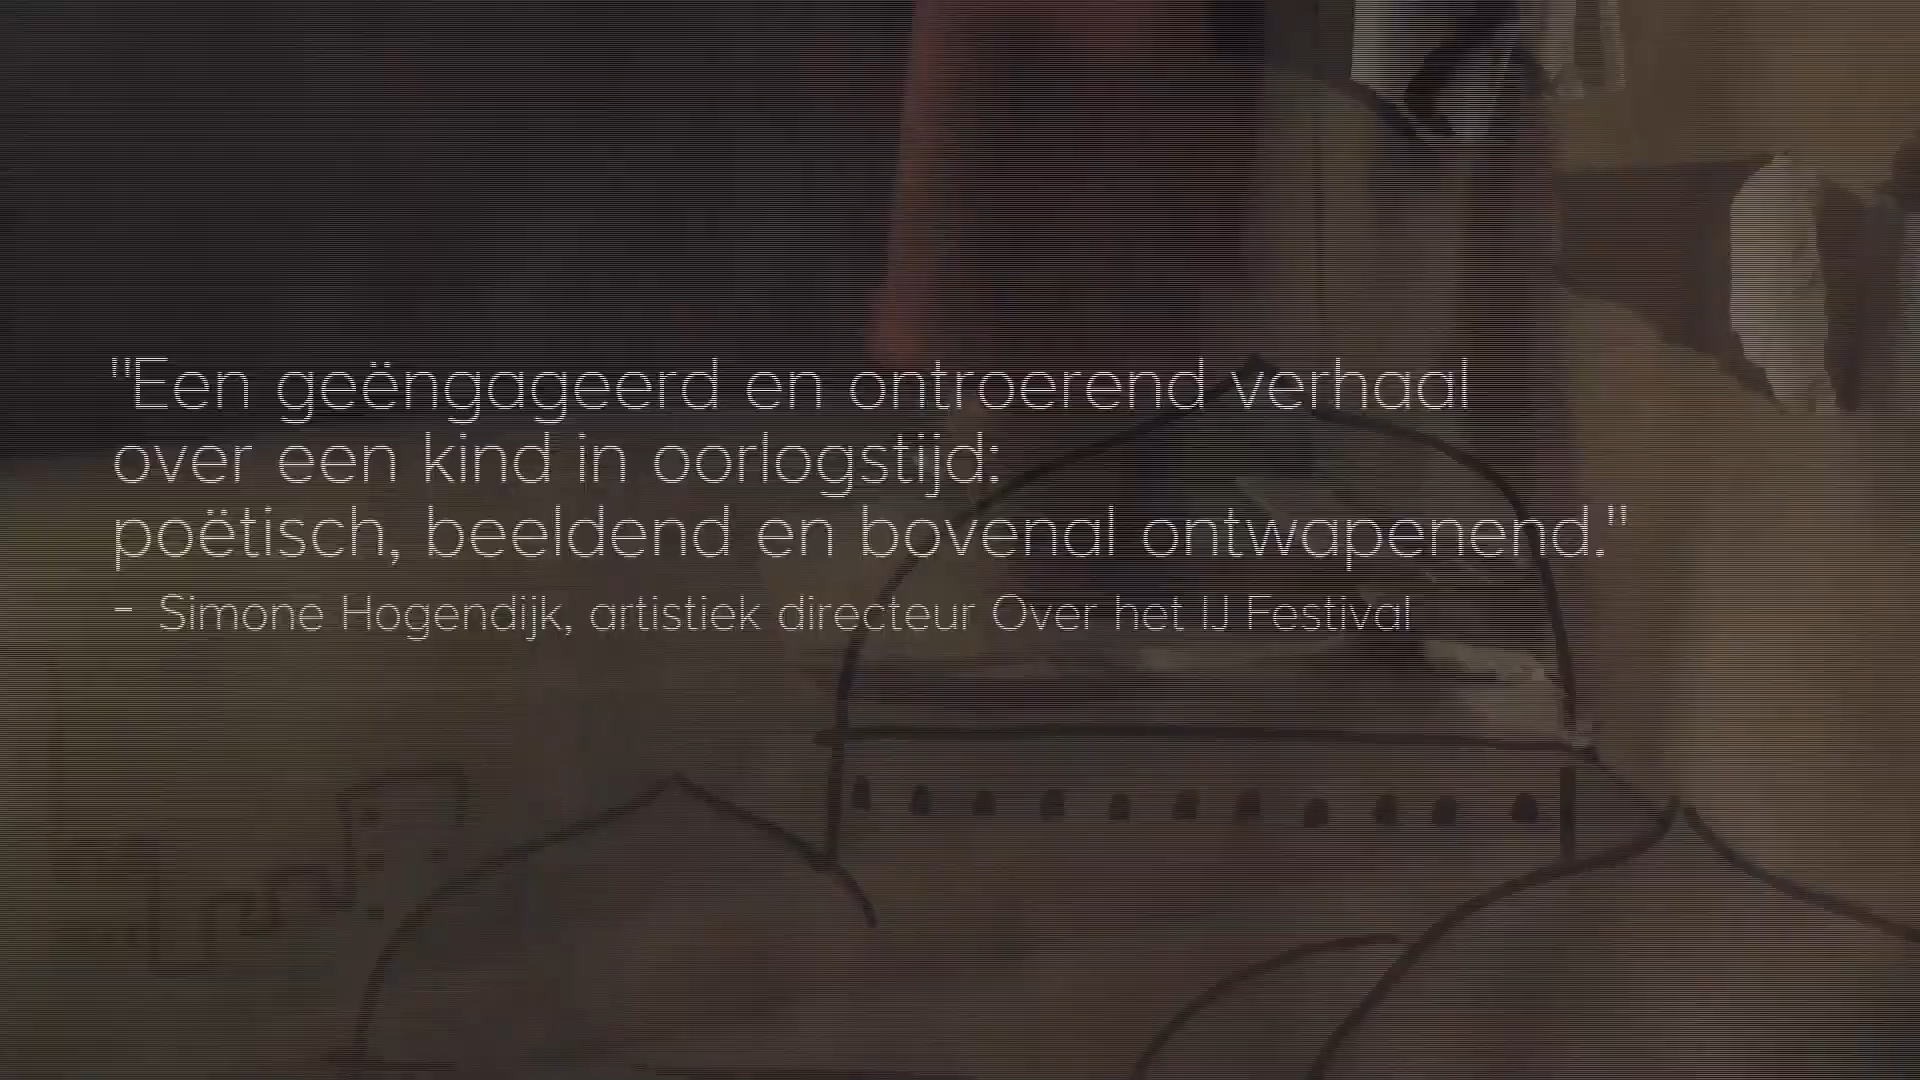 "Een geëngageerd en ontroerend verhaal
over een kind in oorlogstijd:
poëtisch, beeldend en bovenal ontwapenend."
- Simone Hogendijk, artistiek directeur Over het IJ Festival